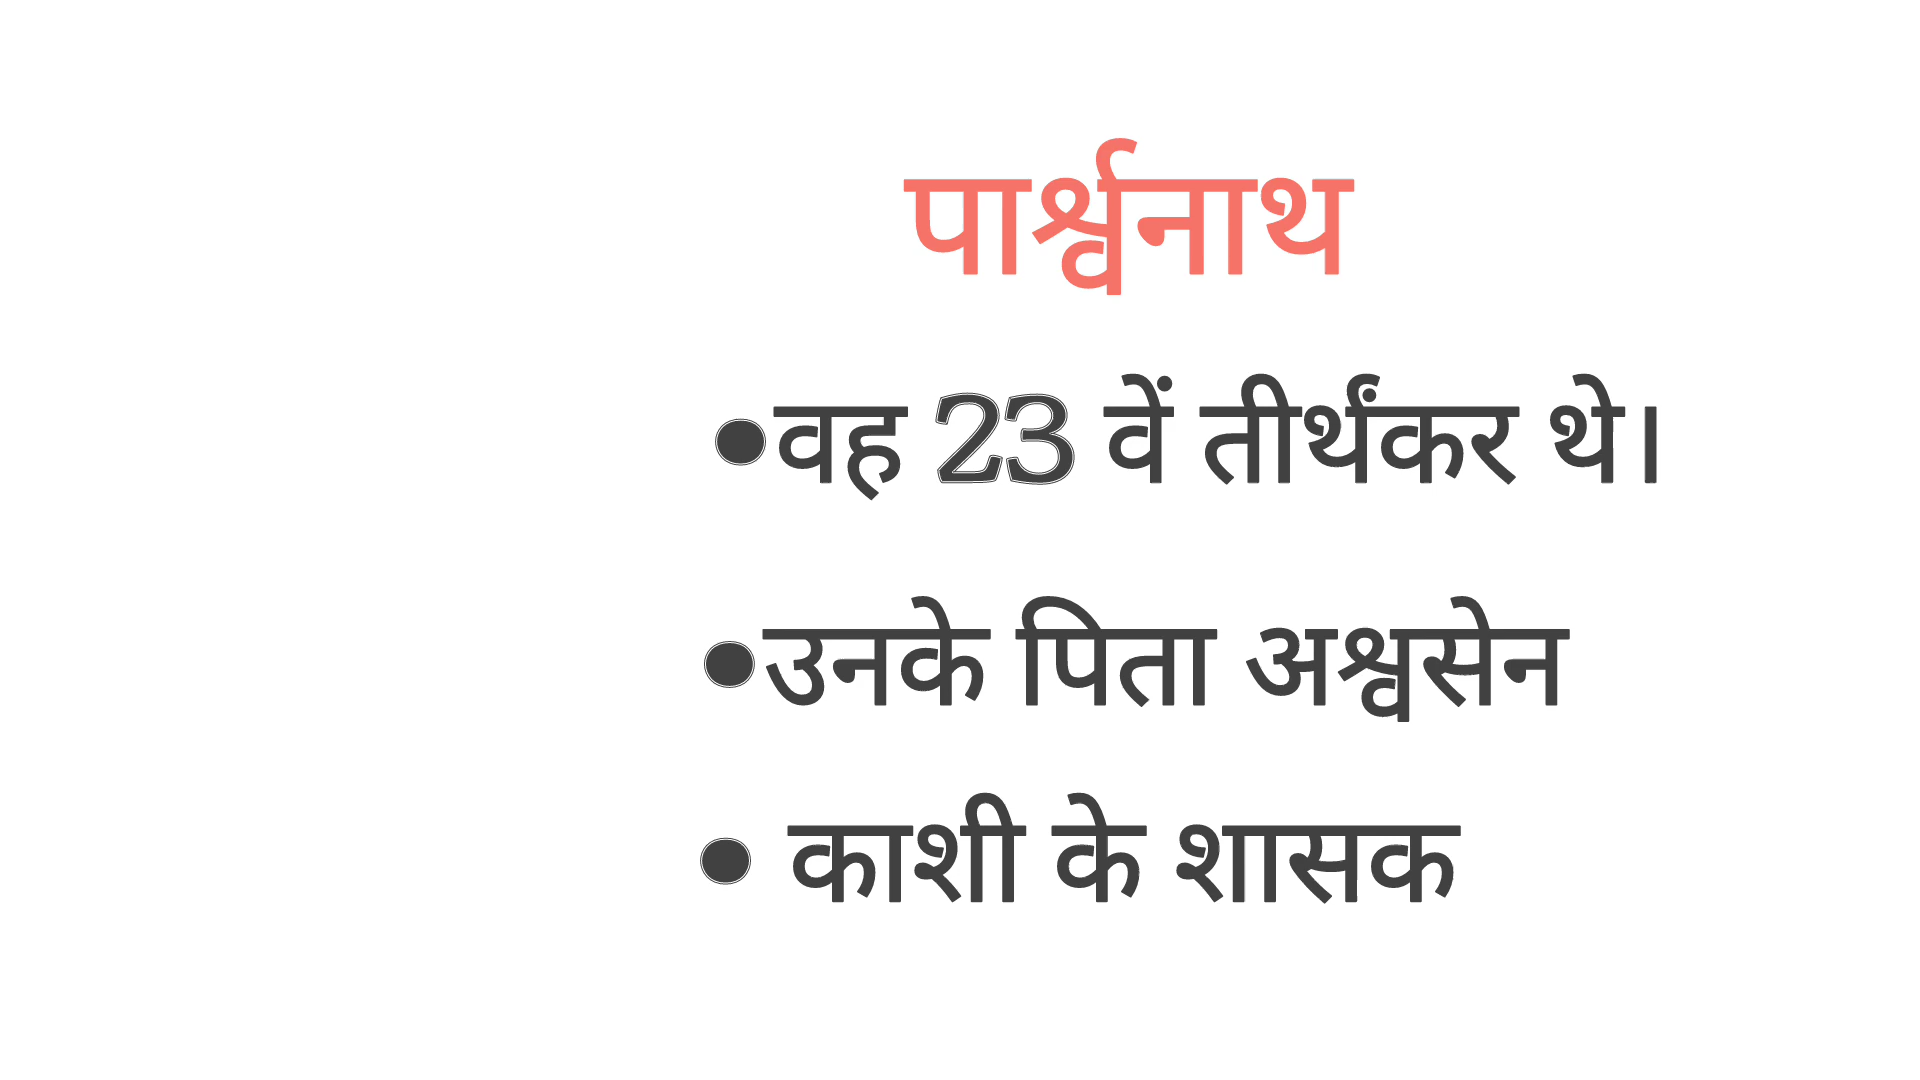 पार्श्वनाथ
•वह 23 वें तीर्थंकर थे।
•उनके पिता अश्वसेन
• काशी के शासक